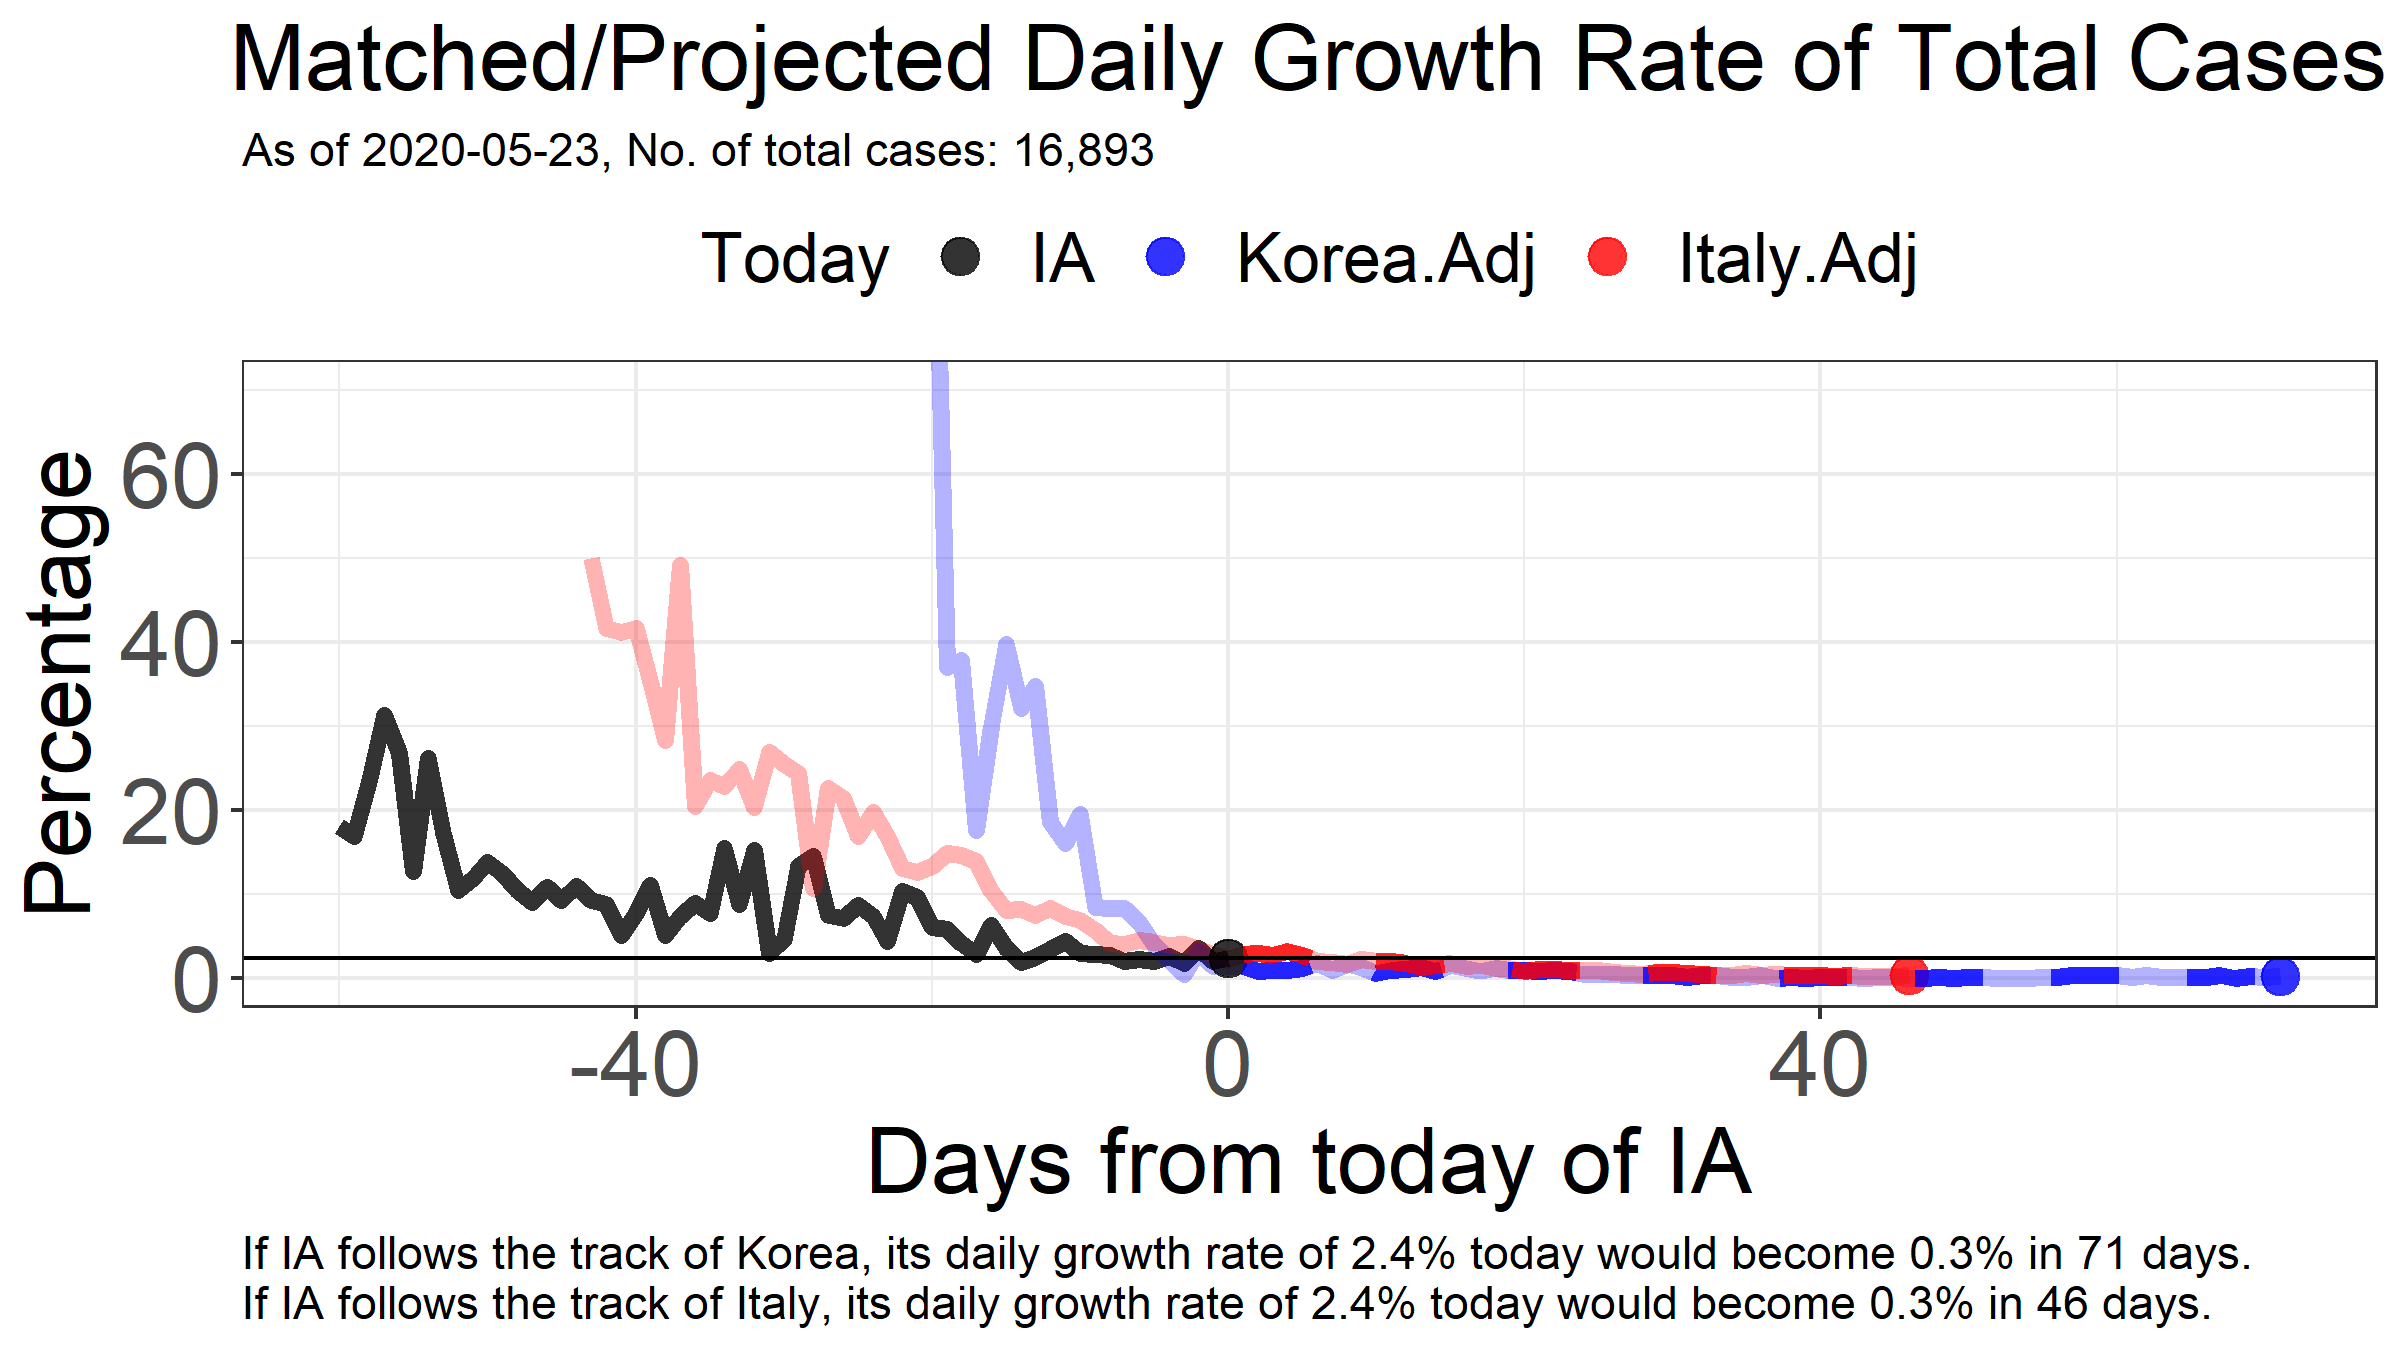 Matched/Projected Daily Growth Rate of Total Cases
As of 2020-05-23, No. of total cases: 16,893
Today IA Korea.Adj Italy.Adj
Percentage
60
40
20
0
-40 0 40
Days from today of IA
If IA follows the track of Korea, its daily growth rate of 2.4% today would become 0.3% in 71 days.
If IA follows the track of Italy, its daily growth rate of 2.4% today would become 0.3% in 46 days.